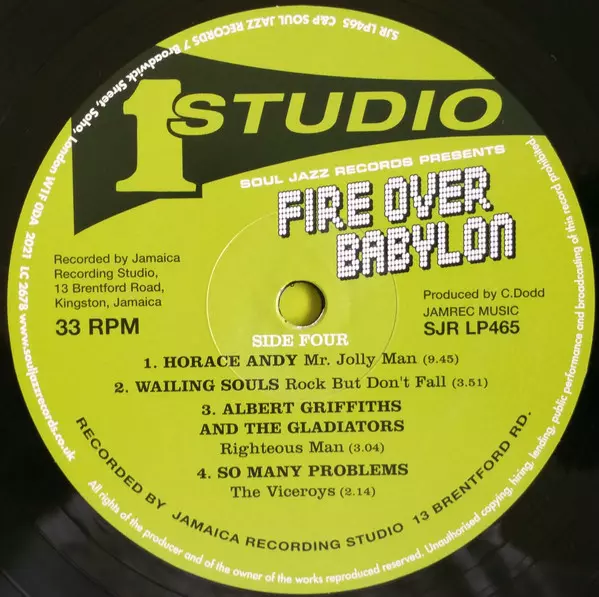 SJR LP465 C&P SOUL JAZZ RECORDS 7 Broadwick Street, Soho, London W1F 0DA 2021 LC 2678 www.souljazzrecords.co.uk
1 STUDIO
SOUL JAZZ RECORDS PRESENTS
FIRE OVER
BABYLON
Recorded by Jamaica
Recording Studio,
13 Brentford Road,
Kingston, Jamaica
33 RPM
Produced by C.Dodd
JAMREC MUSIC
SJR LP465
SIDE FOUR
1. HORACE ANDY Mr. Jolly Man (9.45)
2. WAILING SOULS Rock But Don't Fall (3.51)
3. ALBERT GRIFFITHS
AND THE GLADIATORS
Righteous Man (3.04)
4. SO MANY PROBLEMS
The Viceroys (2.14)
RECORDED BY JAMAICA RECORDING STUDIO 13 BRENTFORD RD.
All rights of the producer and of the owner of the works reproduced reserved. Unauthorised copying, hiring, lending, public performance and broadcasting of this record prohibited.